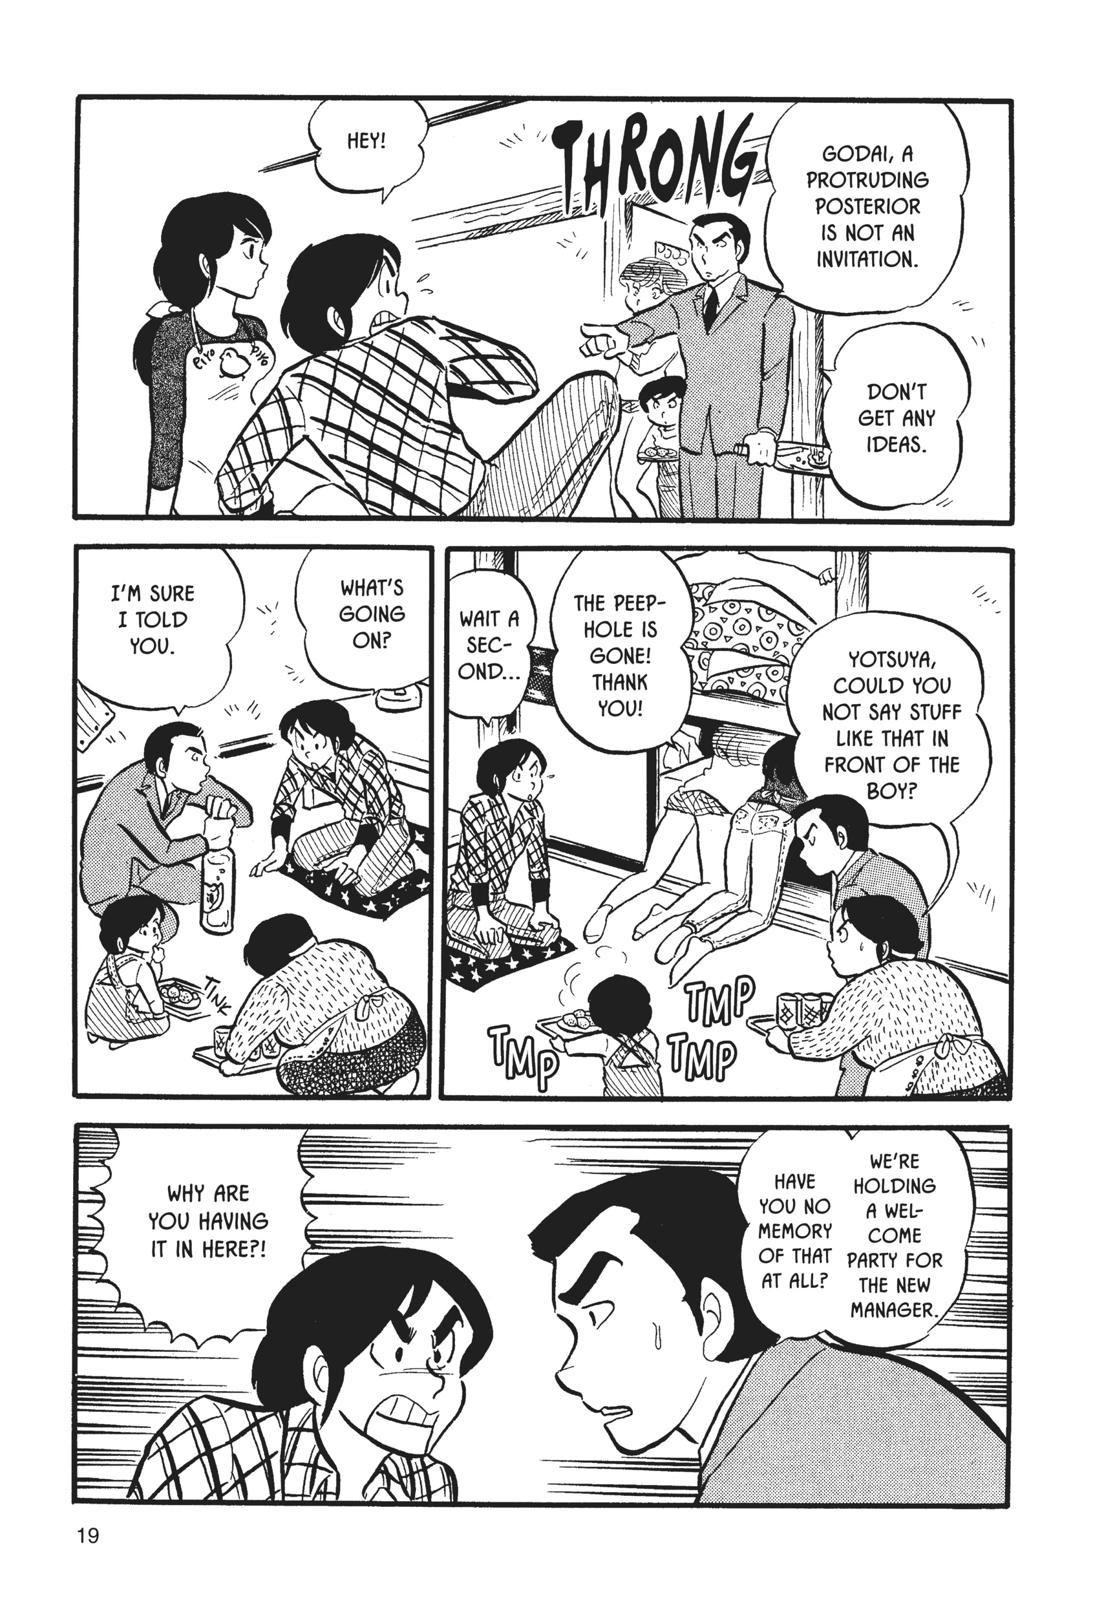 GODAI, A
PROTRUDING
POSTERIOR
IS NOT AN
INVITATION.
DON'T
GET ANY
IDEAS.
THRONG
HEY!
PIYO PIYO
WHAT'S
GOING
ON?
I'M SURE
I TOLD
YOU.
TINK
YOTSUYA,
COULD YOU
NOT SAY STUFF
LIKE THAT IN
FRONT OF THE
BOY?
THE PEEP-
HOLE IS
GONE!
THANK
YOU!
WAIT A
SEC-
OND...
TMP
TMP
TMP
WE'RE
HOLDING
A WEL-
COME
PARTY FOR
THE NEW
MANAGER.
HAVE
YOU NO
MEMORY
OF THAT
AT ALL?
WHY ARE
YOU HAVING
IT IN HERE?!
19